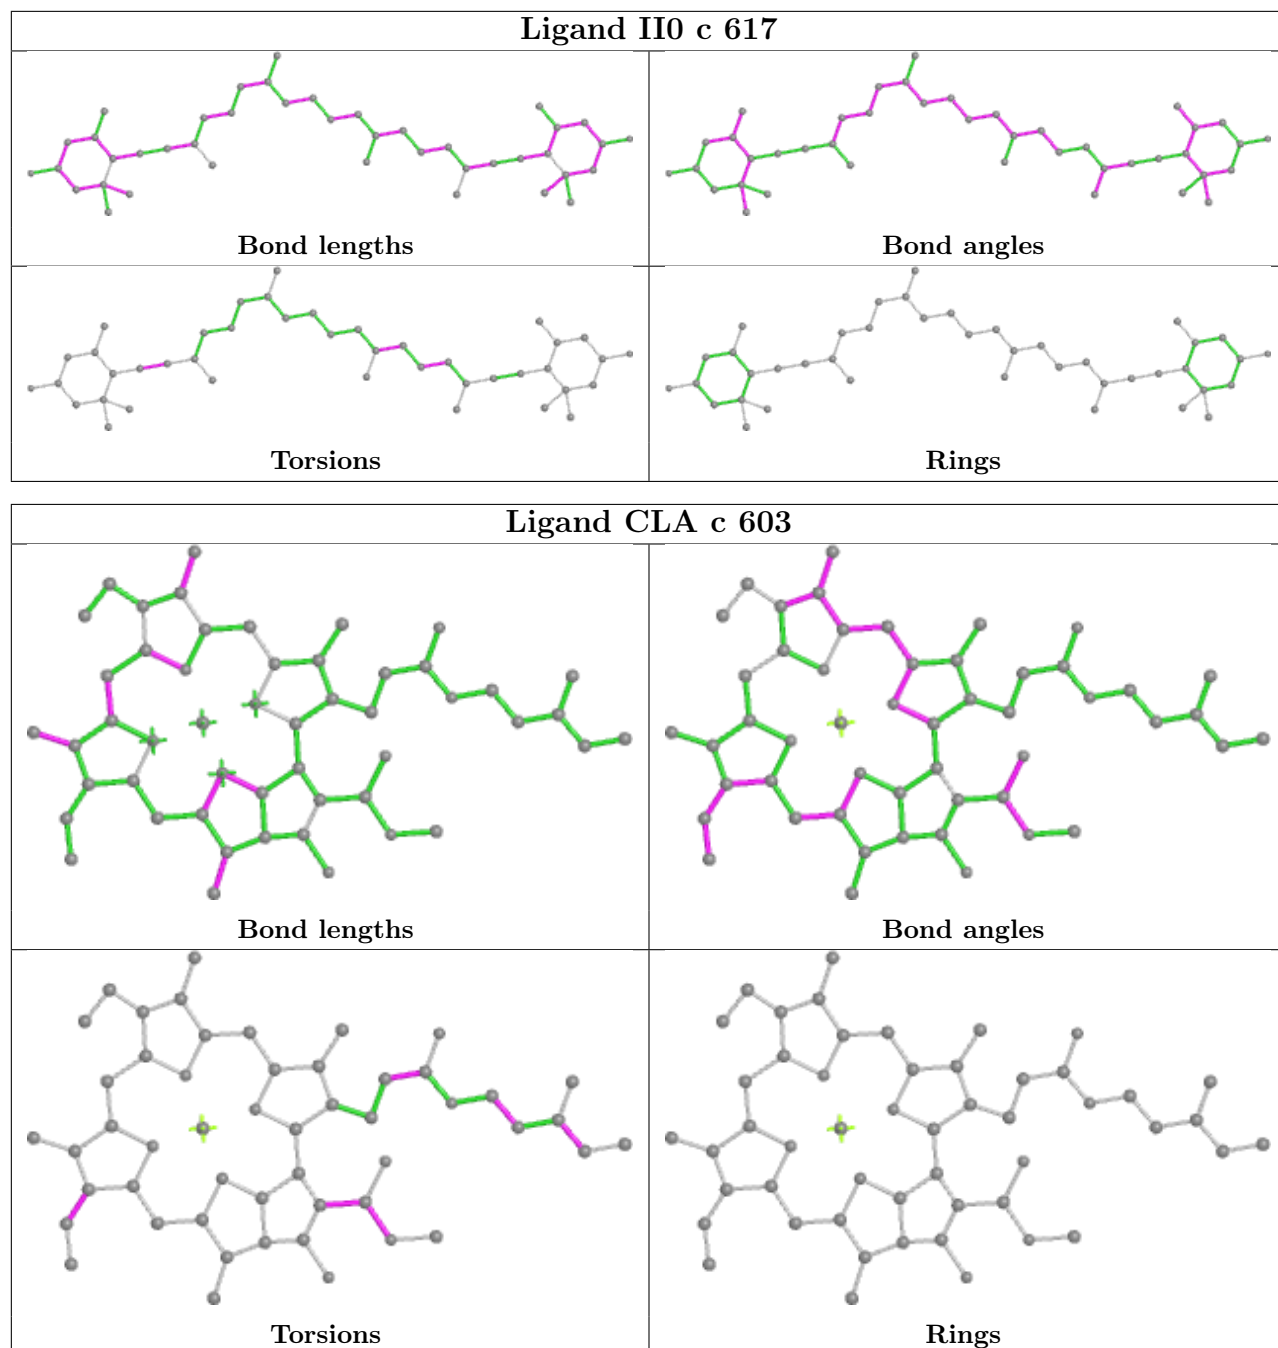 Ligand II0 c 617
Bond lengths
Bond angles
Torsions
Rings
Ligand CLA c 603
Bond lengths
Bond angles
Torsions
Rings